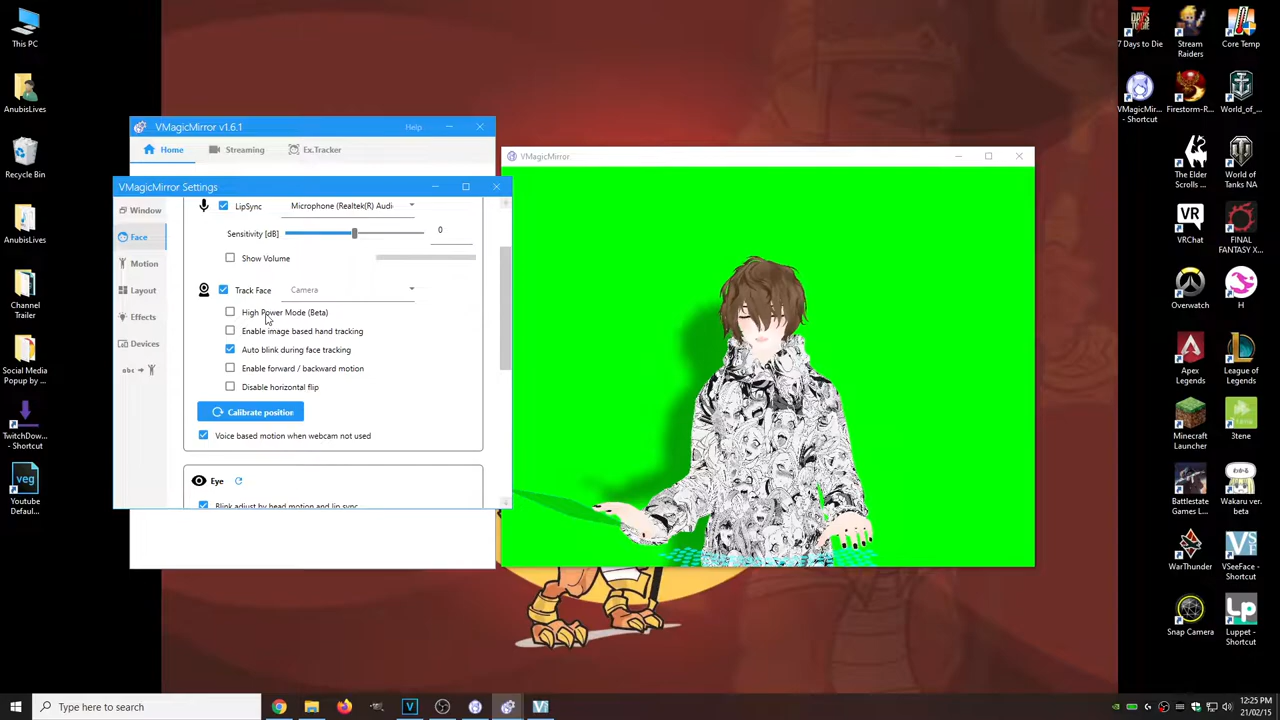 This PC
AnubisLives
Recycle Bin
AnubisLives
Channel
Trailer
Social Media
Popup by ...
TwitchDow...
- Shortcut
veg
Youtube
Defaul...
VMagicMirror v1.6.1
Help
Home
Streaming
Ex.Tracker
VMagicMirror Settings
Window
Face
Motion
Layout
Effects
Devices
abc
LipSync
Microphone (Realtek(R) Audi
Sensitivity [dB]
0
Show Volume
Track Face
Camera
High Power Mode (Beta)
Enable image based hand tracking
Auto blink during face tracking
Enable forward / backward motion
Disable horizontal flip
Calibrate position
Voice based motion when webcam not used
Eye
Blink adjust by head motion and lip sync
VMagicMirror.
7 Days to Die
Stream
Raiders
Core Temp
VMagicMir...
- Shortcut
Firestorm-R...
World_of_...
The Elder
Scrolls ...
World of
Tanks NA
VR
VRChat
FINAL
FANTASY X...
Overwatch
Apex
Legends
League of
Legends
Minecraft
Launcher
3tene
Battlestate
Games L...
Wakaru ver.
beta
WarThunder
VSeeFace -
Shortcut
Snap Camera
Lp
Luppet -
Shortcut
Type here to search
12:25 PM
21/02/15